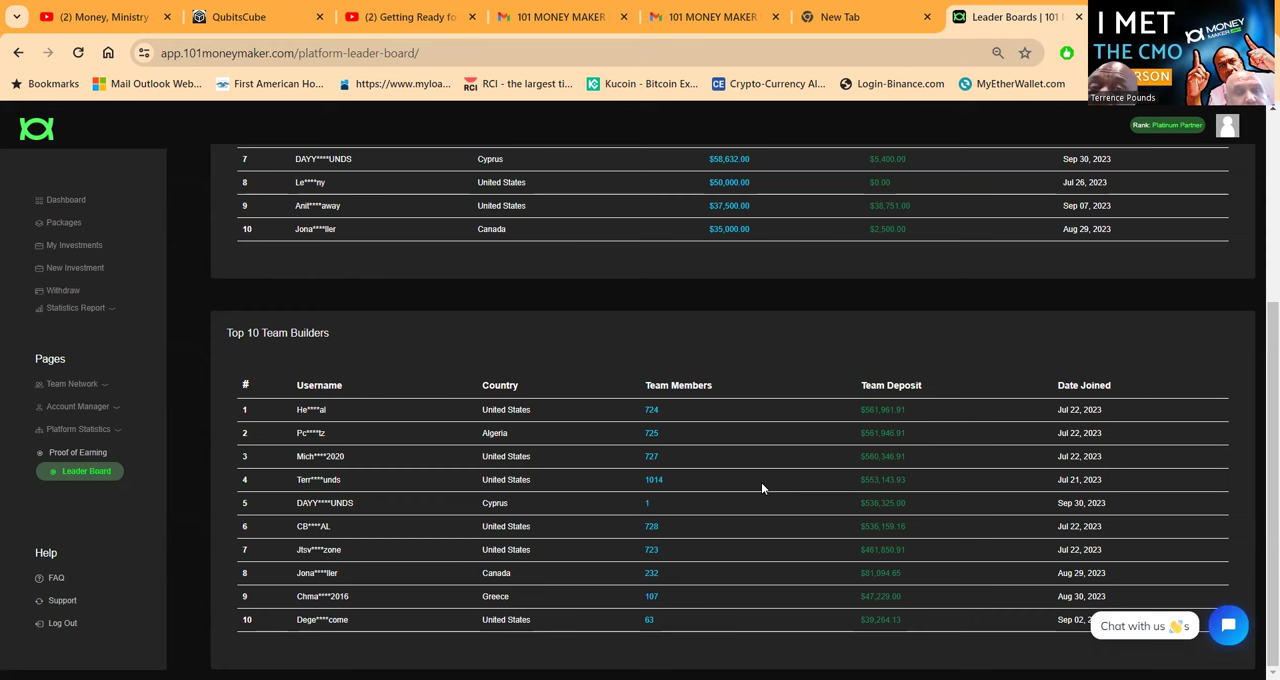 (2) Money, Ministry
QubitsCube
(2) Getting Ready fo
101 MONEY MAKER
101 MONEY MAKER
New Tab
Leader Boards | 101
app.101moneymaker.com/platform-leader-board/
Bookmarks
Mail Outlook Web...
First American Ho...
https://www.myloa...
RCI - the largest ti...
Kucoin - Bitcoin Ex...
Crypto-Currency Al...
Login-Binance.com
MyEtherWallet.com
I MET
THE CMO
MONEY
Terrence Pounds
Rank: Platinum Partner
Dashboard
Packages
My Investments
New Investment
Withdraw
Statistics Report
Pages
Team Network
Account Manager
Platform Statistics
Proof of Earning
Leader Board
Help
FAQ
Support
Log Out
7 DAYY****UNDS Cyprus $58,632.00 $5,400.00 Sep 30, 2023
8 Le****ny United States $50,000.00 $0.00 Jul 26, 2023
9 Anit****away United States $37,500.00 $38,751.00 Sep 07, 2023
10 Jona****ller Canada $35,000.00 $2,500.00 Aug 29, 2023
Top 10 Team Builders
# Username Country Team Members Team Deposit Date Joined
1 He****al United States 724 $561,961.91 Jul 22, 2023
2 Pc****tz Algeria 725 $561,946.91 Jul 22, 2023
3 Mich****2020 United States 727 $560,346.91 Jul 22, 2023
4 Terr****unds United States 1014 $553,143.93 Jul 21, 2023
5 DAYY****UNDS Cyprus 1 $536,325.00 Sep 30, 2023
6 CB****AL United States 728 $536,159.16 Jul 22, 2023
7 Jtsv****zone United States 723 $461,850.91 Jul 22, 2023
8 Jona****ller Canada 232 $81,094.65 Aug 29, 2023
9 Chma****2016 Greece 107 $47,229.00 Aug 30, 2023
10 Dege****come United States 63 $39,264.13 Sep 02,
Chat with us 👋's